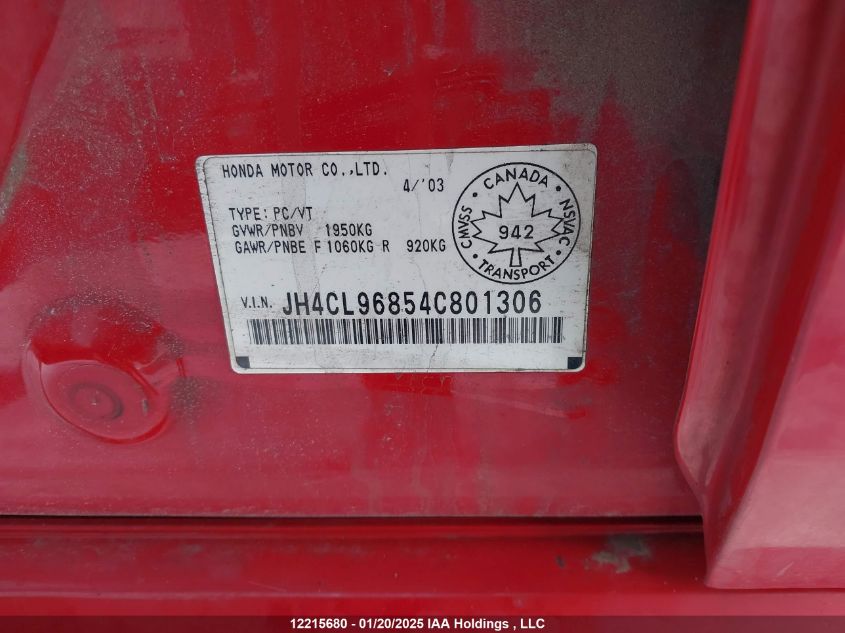 HONDA MOTOR CO.,LTD.
4/'03
TYPE: PC/VT
GVWR/PNBV 1950KG
GAWR/PNBE F 1060KG R 920KG
CMVSS • CANADA • NSVAC • TRANSPORT •
942
V.I.N. JH4CL96854C801306
12215680 - 01/20/2025 IAA Holdings , LLC